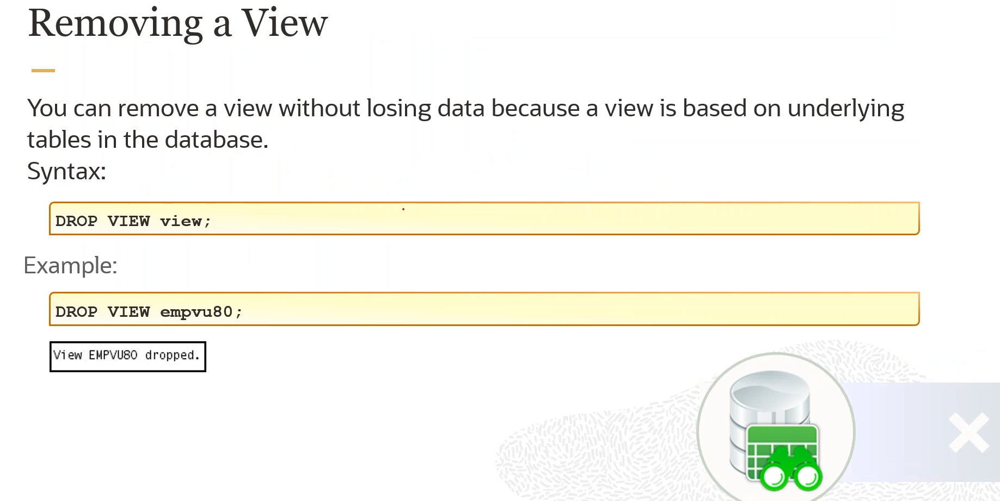 Removing a View
You can remove a view without losing data because a view is based on underlying
tables in the database.
Syntax:
DROP VIEW view;
Example:
DROP VIEW empvu80;
View EMPVU80 dropped.